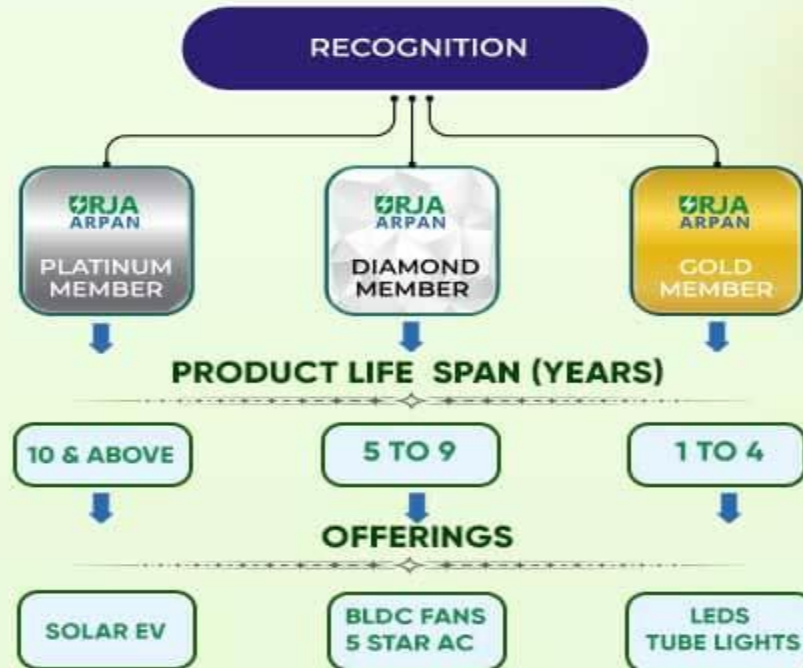 RECOGNITION
URJA
ARPAN
PLATINUM
MEMBER
URJA
ARPAN
DIAMOND
MEMBER
URJA
ARPAN
GOLD
MEMBER
PRODUCT LIFE SPAN (YEARS)
10 & ABOVE
5 TO 9
1 TO 4
OFFERINGS
SOLAR EV
BLDC FANS
5 STAR AC
LEDS
TUBE LIGHTS